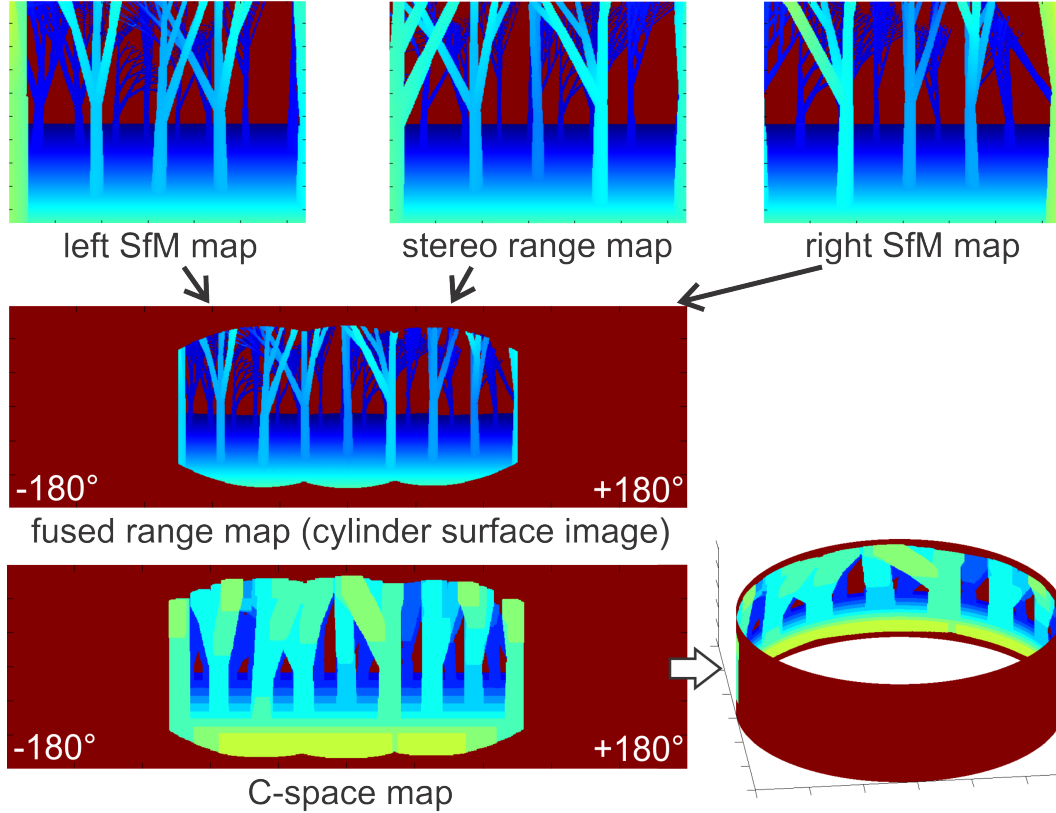 left SfM map
stereo range map
right SfM map
-180°
+180°
fused range map (cylinder surface image)
-180°
+180°
C-space map